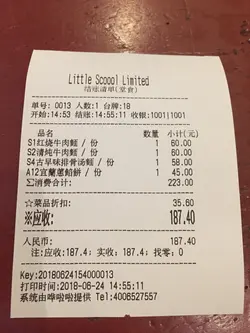 Little Scoool Limited
结账清单(堂食)
单号: 0013 人数:1 台牌:18
开始:14:53 结账:14:55:11 收银:1001|1001
品名 数量 小计(元)
S1红烧牛肉面 / 份 1 60.00
S2清炖牛肉面 / 份 1 60.00
S4古早味排骨汤面 / 份 1 58.00
A12宜蘭蔥餡餅 / 份 1 45.00
∑消费合计: 223.00
☆菜品折扣: 35.60
※应收: 187.40
人民币: 187.40
注:应收:187.4; 实收: 187.4; 找零: 0
Key:20180624154000013
打印时间:2018-06-24 14:55:11
系统由哗啦啦提供 Tel:4006527557